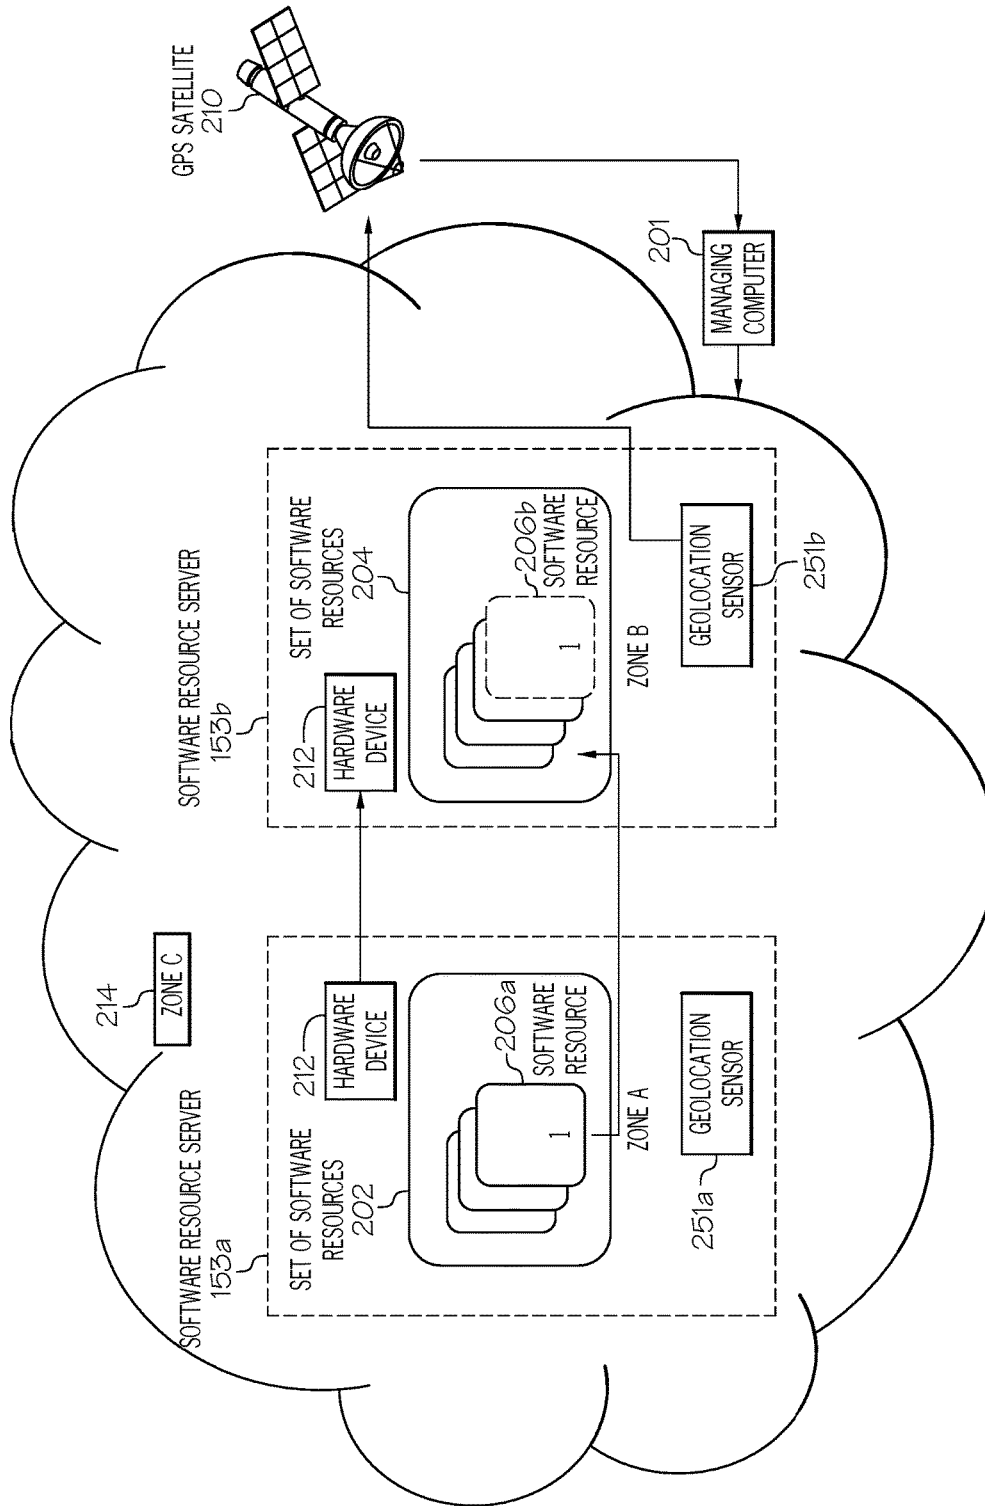 GPS SATELLITE
210
SOFTWARE RESOURCE SERVER
153a
214
ZONE C
SOFTWARE RESOURCE SERVER
153b
SET OF SOFTWARE
RESOURCES
202
212
HARDWARE
DEVICE
206a
SOFTWARE
RESOURCE
1
ZONE A
GEOLOCATION
SENSOR
251a
212
HARDWARE
DEVICE
SET OF SOFTWARE
RESOURCES
204
206b
SOFTWARE
RESOURCE
1
ZONE B
GEOLOCATION
SENSOR
251b
201
MANAGING
COMPUTER